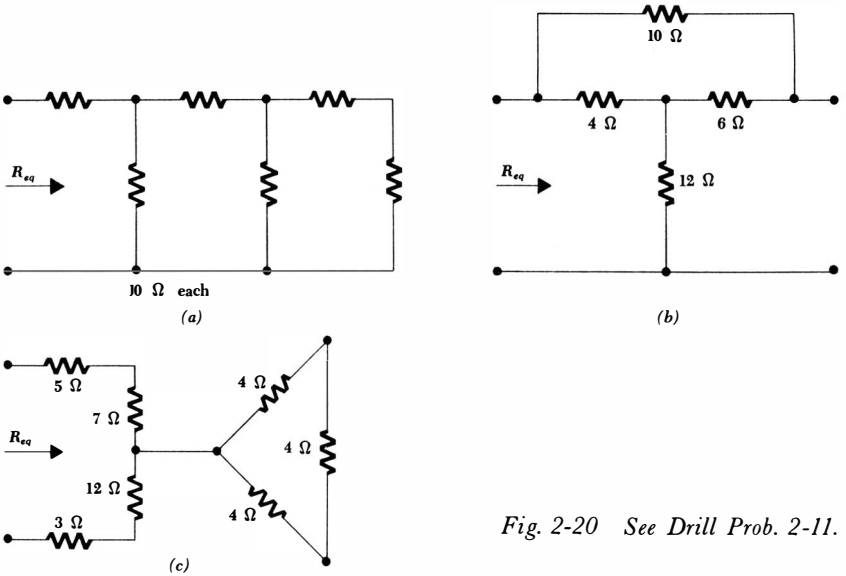 10 Ω
4 Ω
6 Ω
R_eq
R_eq
12 Ω
10 Ω each
(a)
(b)
5 Ω
4 Ω
7 Ω
R_eq
4 Ω
12 Ω
4 Ω
3 Ω
(c)
Fig. 2-20 See Drill Prob. 2-11.